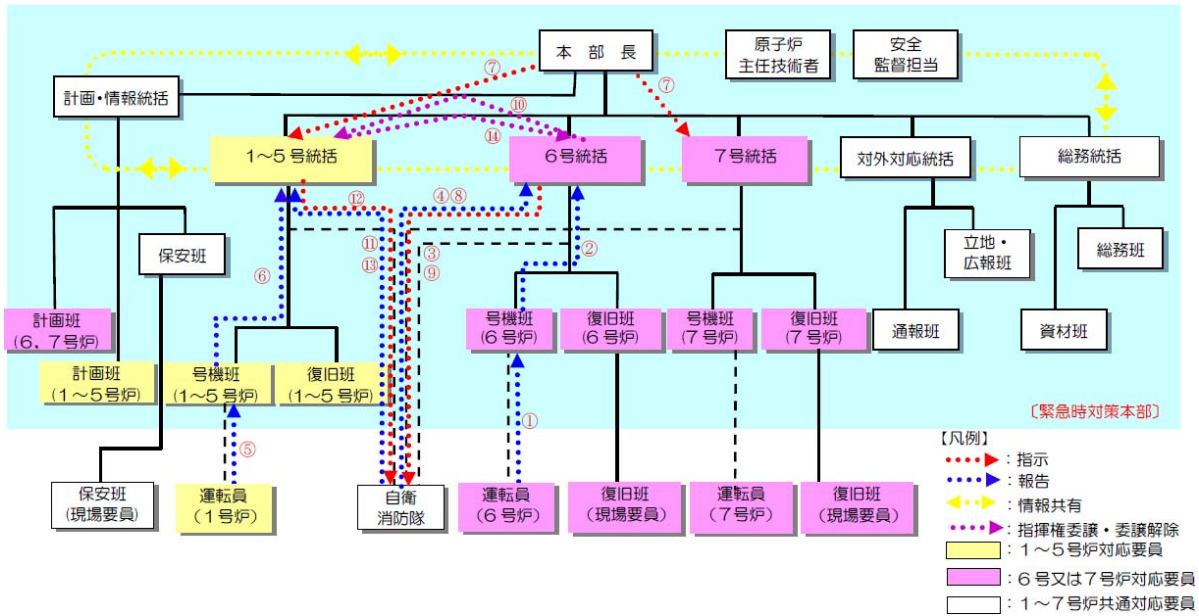 本 部 長
原子炉
主任技術者
安全
監督担当
⑦
⑦
計画・情報統括
⑩
⑭
1～5号統括
6号統括
7号統括
対外対応統括
総務統括
⑫
④⑧
⑪
⑬
③
⑨
②
⑥
保安班
立地・
広報班
総務班
計画班
(6．7号炉)
計画班
(1～5号炉)
号機班
(1～5号炉)
復旧班
(1～5号炉)
号機班
(6号炉)
復旧班
(6号炉)
号機班
(7号炉)
復旧班
(7号炉)
通報班
資材班
①
⑤
〔緊急時対策本部〕
保安班
(現場要員)
運転員
(1号炉)
自衛
消防隊
運転員
(6号炉)
復旧班
(現場要員)
運転員
(7号炉)
復旧班
(現場要員)
【凡例】
：指示
：報告
：情報共有
：指揮権委譲・委譲解除
：1～5号炉対応要員
：6号又は7号炉対応要員
：1～7号炉共通対応要員